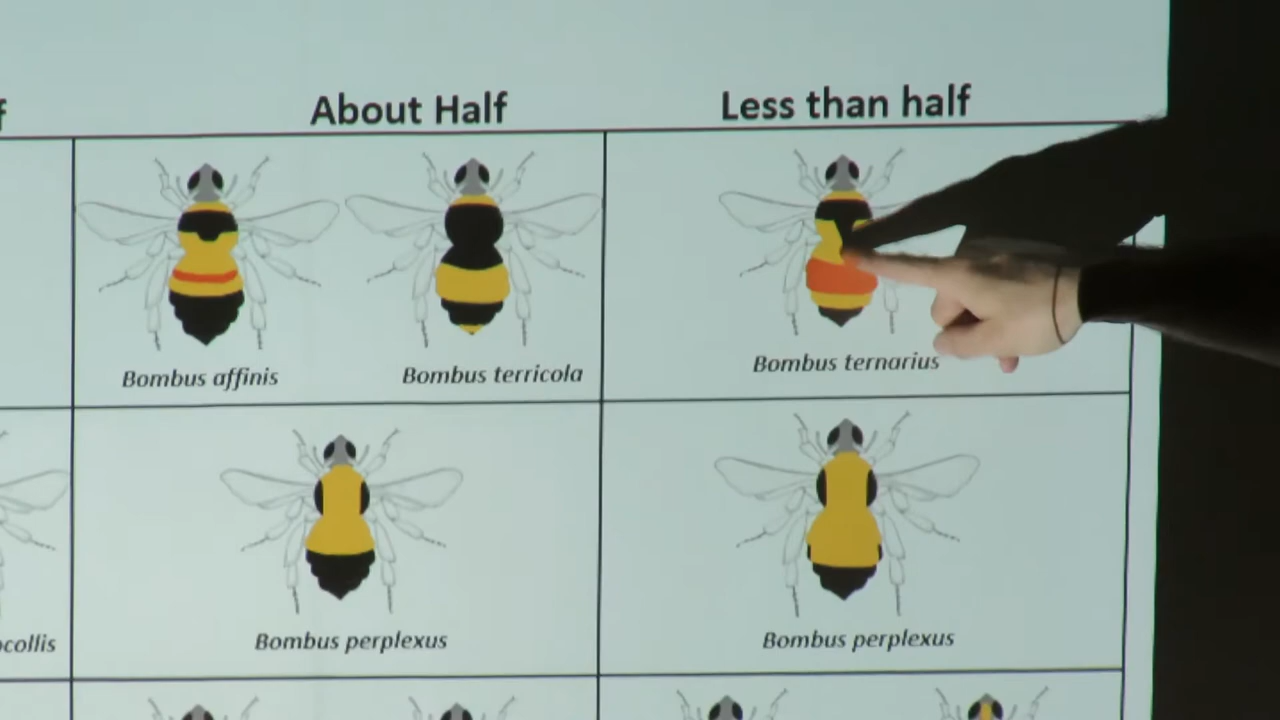 About Half
Less than half
Bombus affinis
Bombus terricola
Bombus ternarius
Bombus perplexus
Bombus perplexus